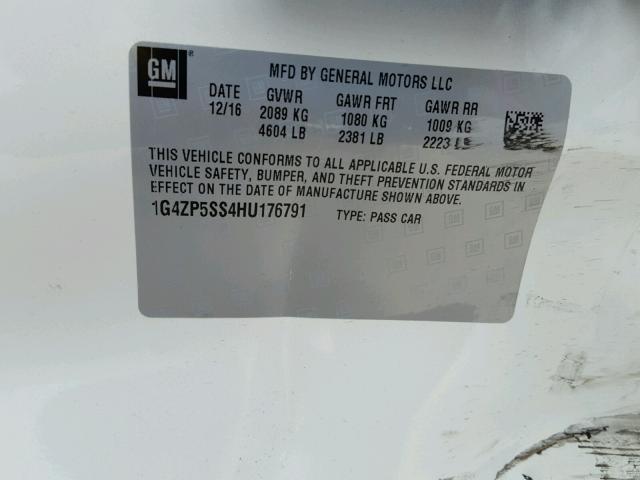 GM ® MFD BY GENERAL MOTORS LLC
DATE GVWR GAWR FRT GAWR RR
12/16 2089 KG 1080 KG 1009 KG
4604 LB 2381 LB 2223 LB
THIS VEHICLE CONFORMS TO ALL APPLICABLE U.S. FEDERAL MOTOR
VEHICLE SAFETY, BUMPER, AND THEFT PREVENTION STANDARDS IN
EFFECT ON THE DATE OF MANUFACTURE SHOWN ABOVE.
1G4ZP5SS4HU176791 TYPE: PASS CAR